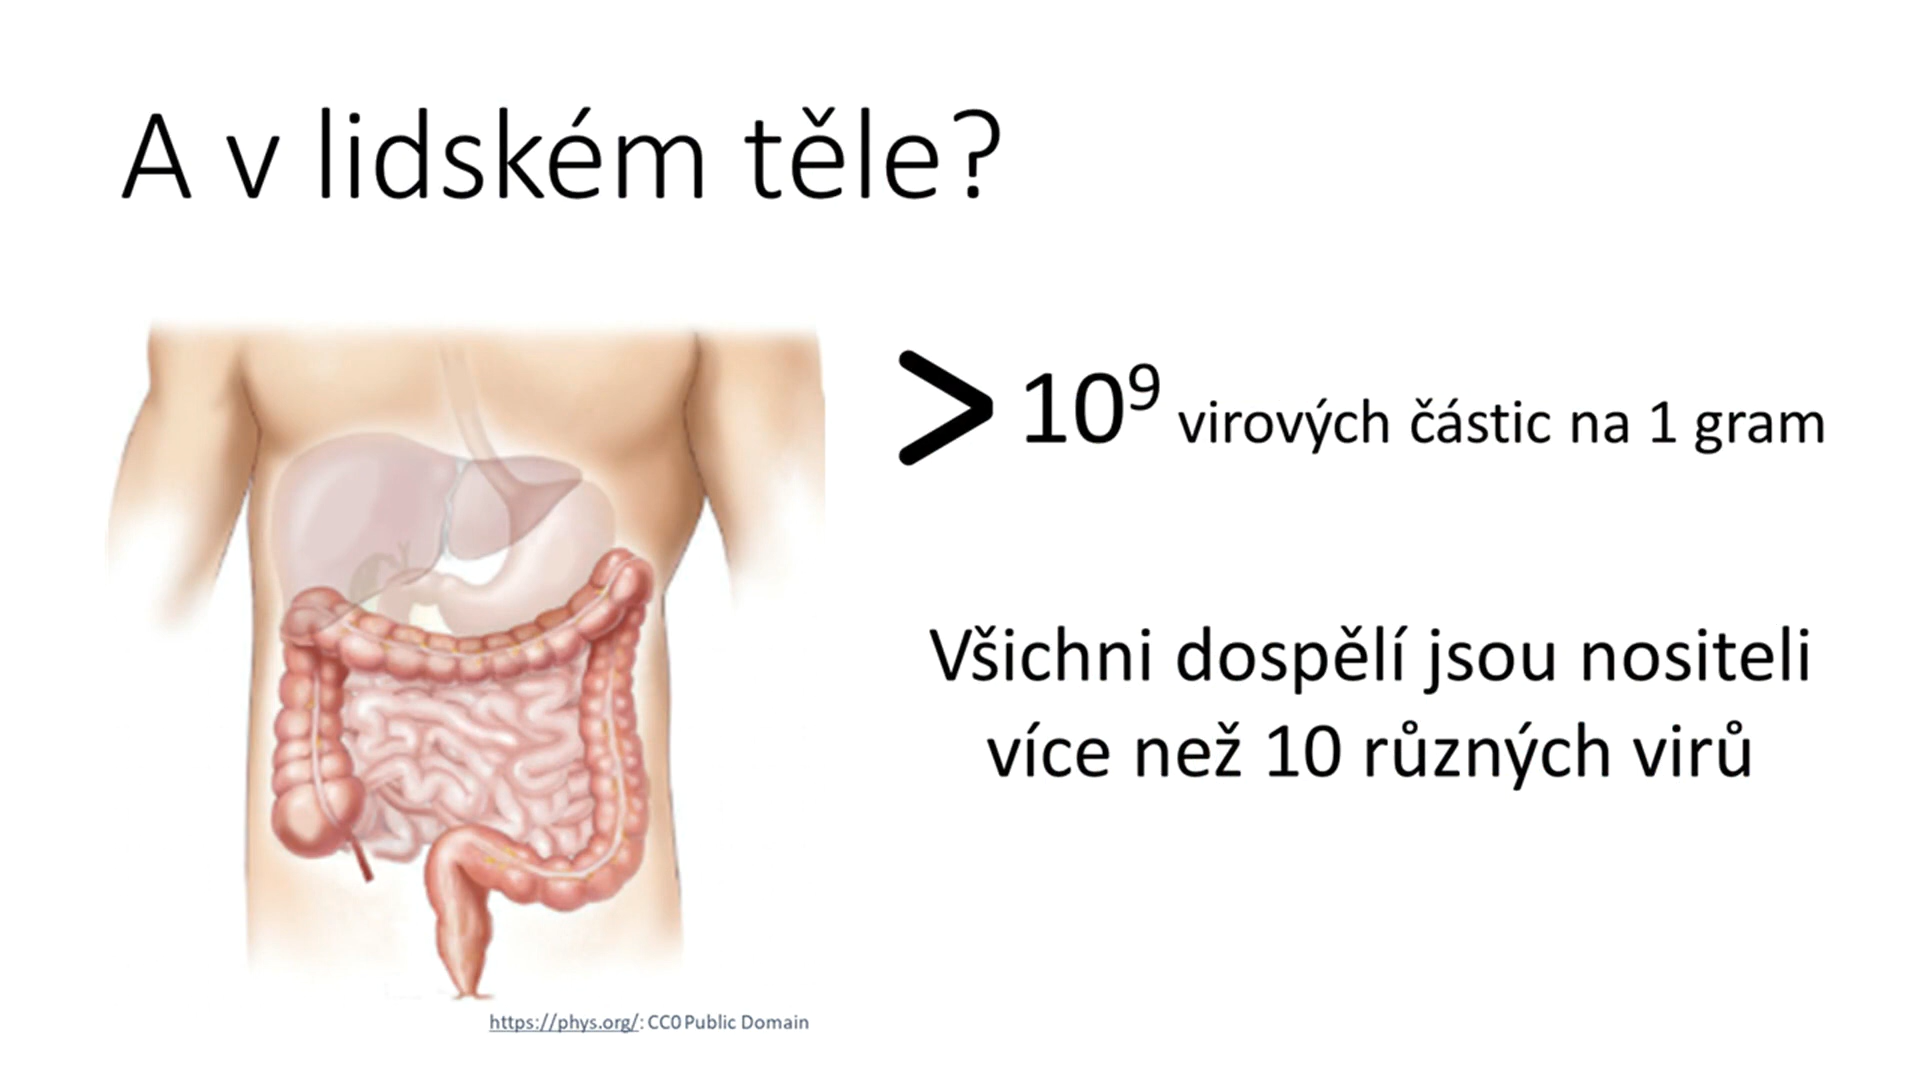 A v lidském těle?
> 10⁹ virových částic na 1 gram
Všichni dospělí jsou nositeli
více než 10 různých virů
https://phys.org/: CC0 Public Domain